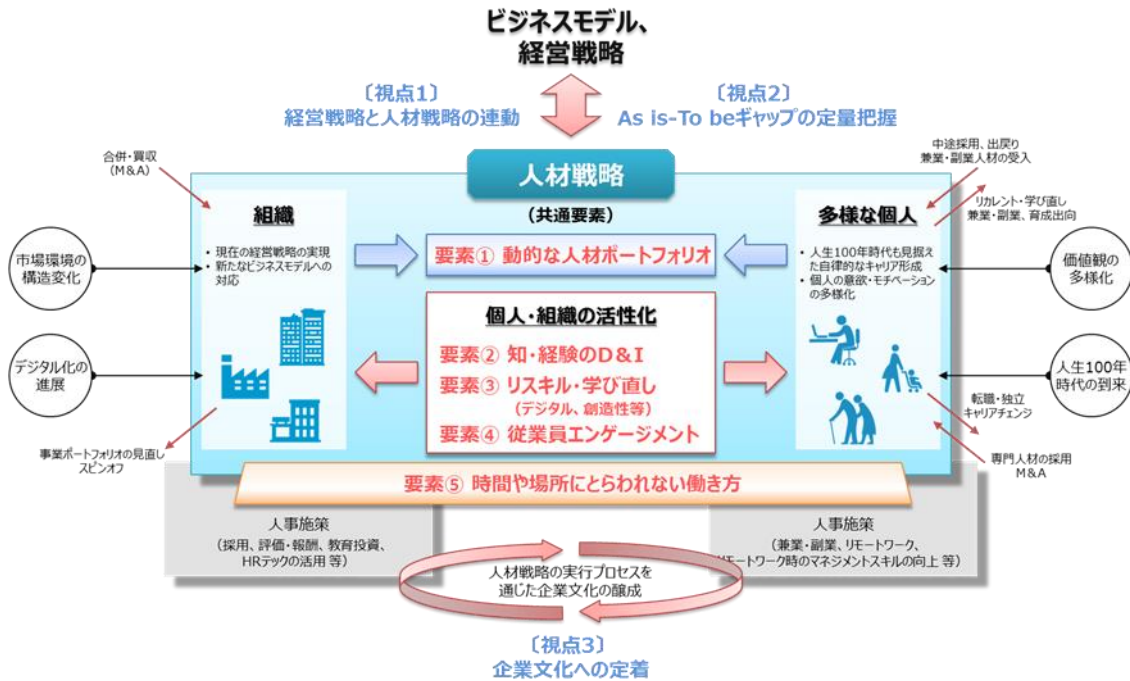 ビジネスモデル、
経営戦略
〔視点1〕
経営戦略と人材戦略の連動
〔視点2〕
As is-To beギャップの定量把握
合併・買収
（M&A）
人材戦略
（共通要素）
中途採用、出戻り
兼業・副業人材の受入
リカレント・学び直し
兼業・副業、育成出向
組織
• 現在の経営戦略の実現
• 新たなビジネスモデルへの
対応
要素① 動的な人材ポートフォリオ
多様な個人
• 人生100年時代も見据え
た自律的なキャリア形成
• 個人の意欲・モチベーション
の多様化
市場環境の
構造変化
デジタル化の
進展
価値観の
多様化
人生100年
時代の到来
個人・組織の活性化
要素② 知・経験のD＆I
要素③ リスキル・学び直し
（デジタル、創造性等）
要素④ 従業員エンゲージメント
事業ポートフォリオの見直し
スピンオフ
転職・独立
キャリアチェンジ
専門人材の採用
M&A
要素⑤ 時間や場所にとらわれない働き方
人事施策
（採用、評価・報酬、教育投資、
HRテックの活用 等）
人事施策
（兼業・副業、リモートワーク、
リモートワーク時のマネジメントスキルの向上 等）
人材戦略の実行プロセスを
通じた企業文化の醸成
〔視点3〕
企業文化への定着